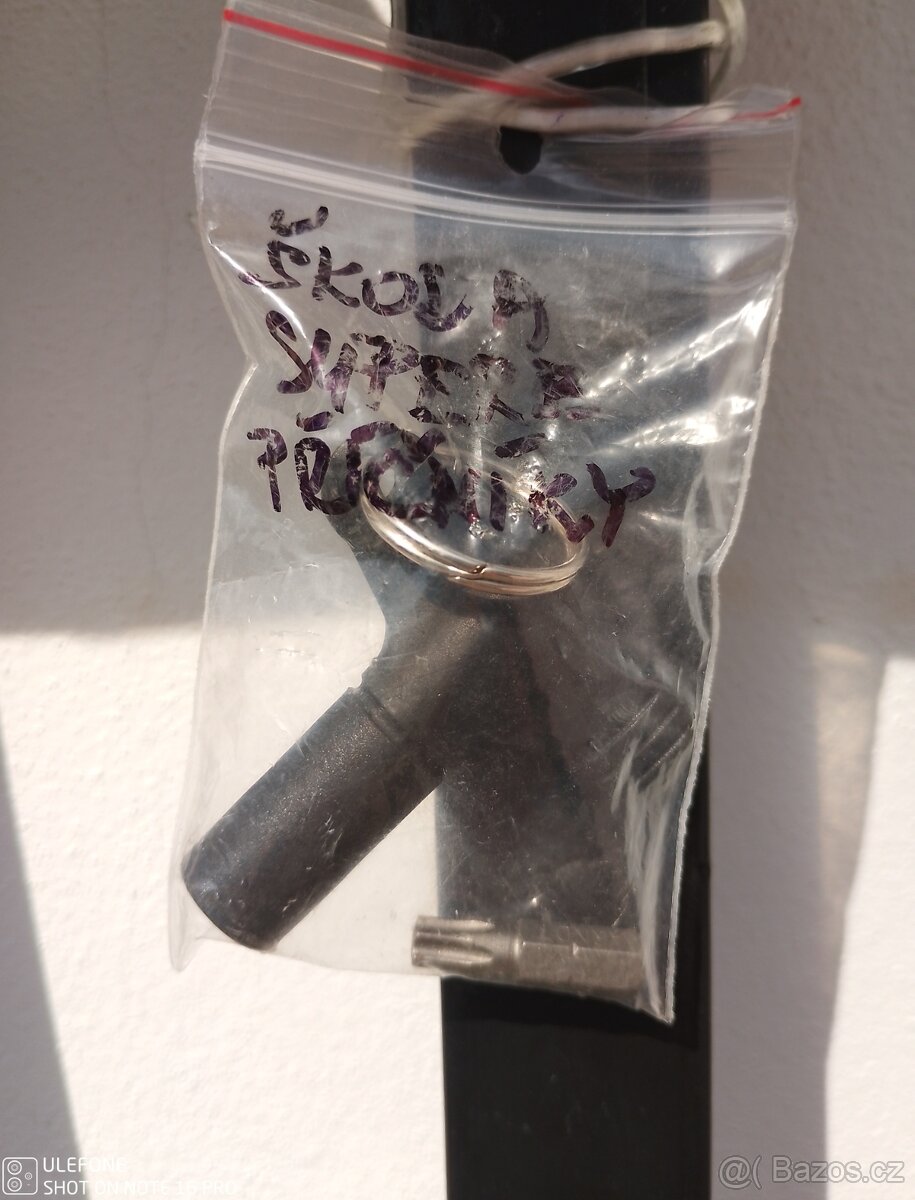 ŠKODA
SUPERB
PŘÍČNÍKY
ULEFONE
SHOT ON NOTE 16 PRO
@( Bazos.cz